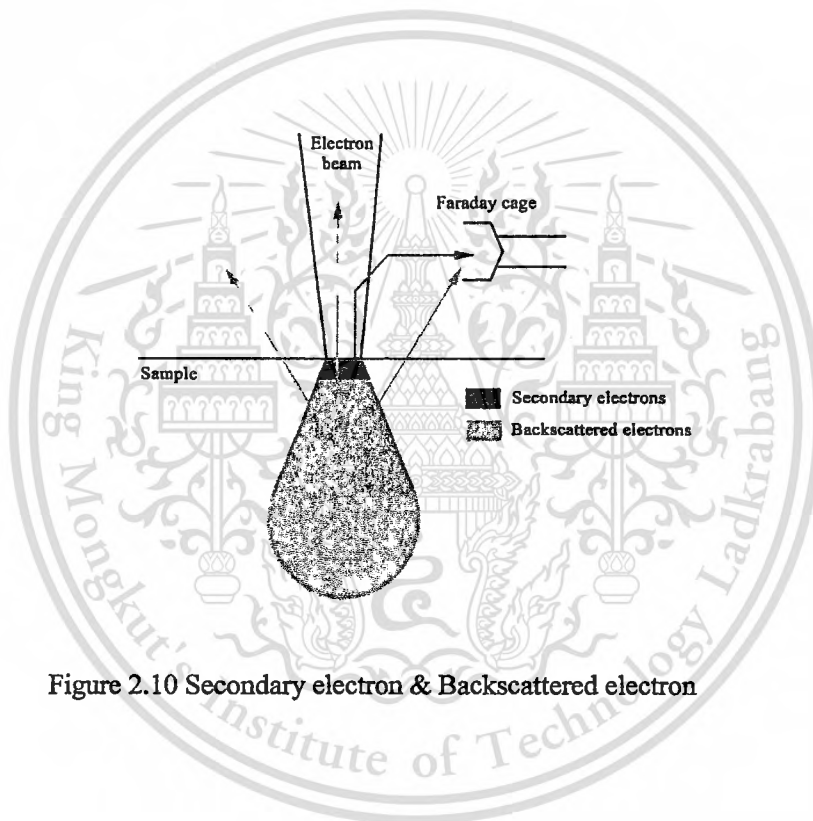 Electron
beam
Faraday cage
Sample
Secondary electrons
Backscattered electrons
Figure 2.10 Secondary electron & Backscattered electron
King Mongkut's Institute of Technology Ladkrabang